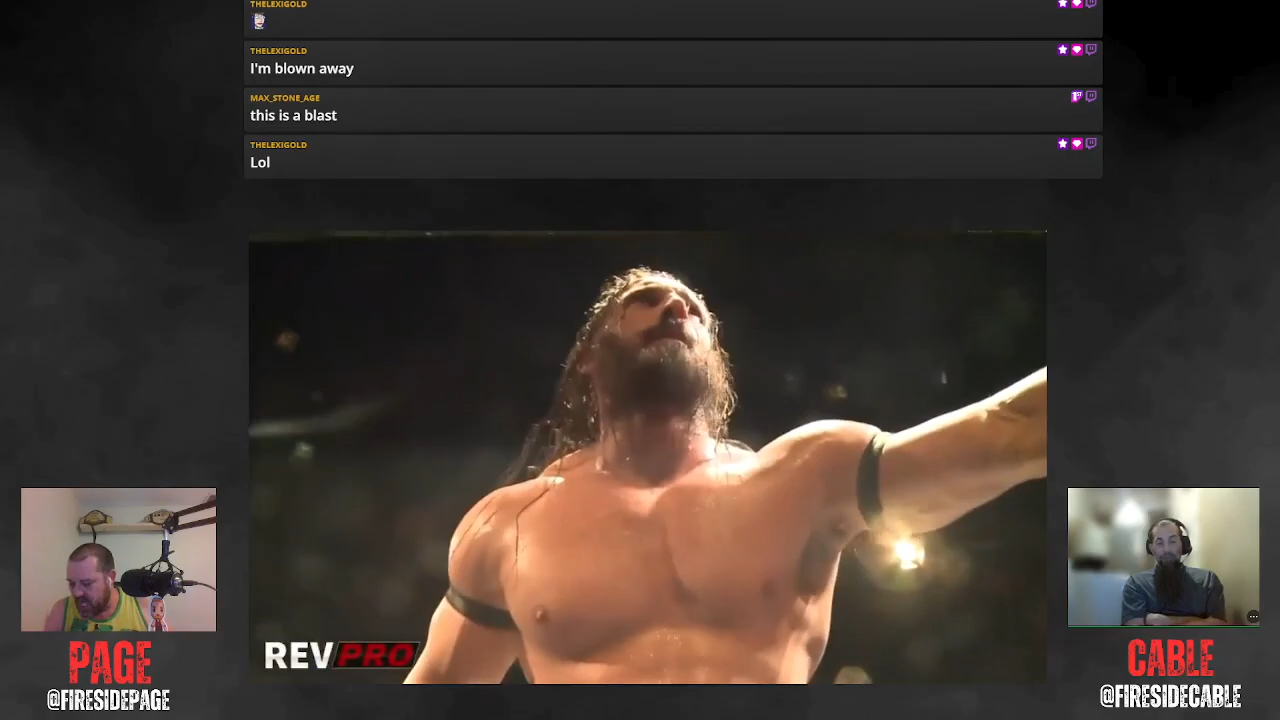 THELEXIGOLD
THELEXIGOLD
I'm blown away
MAX_STONE_AGE
this is a blast
THELEXIGOLD
Lol
REVPRO
PAGE
@FIRESIDEPAGE
CABLE
@FIRESIDECABLE